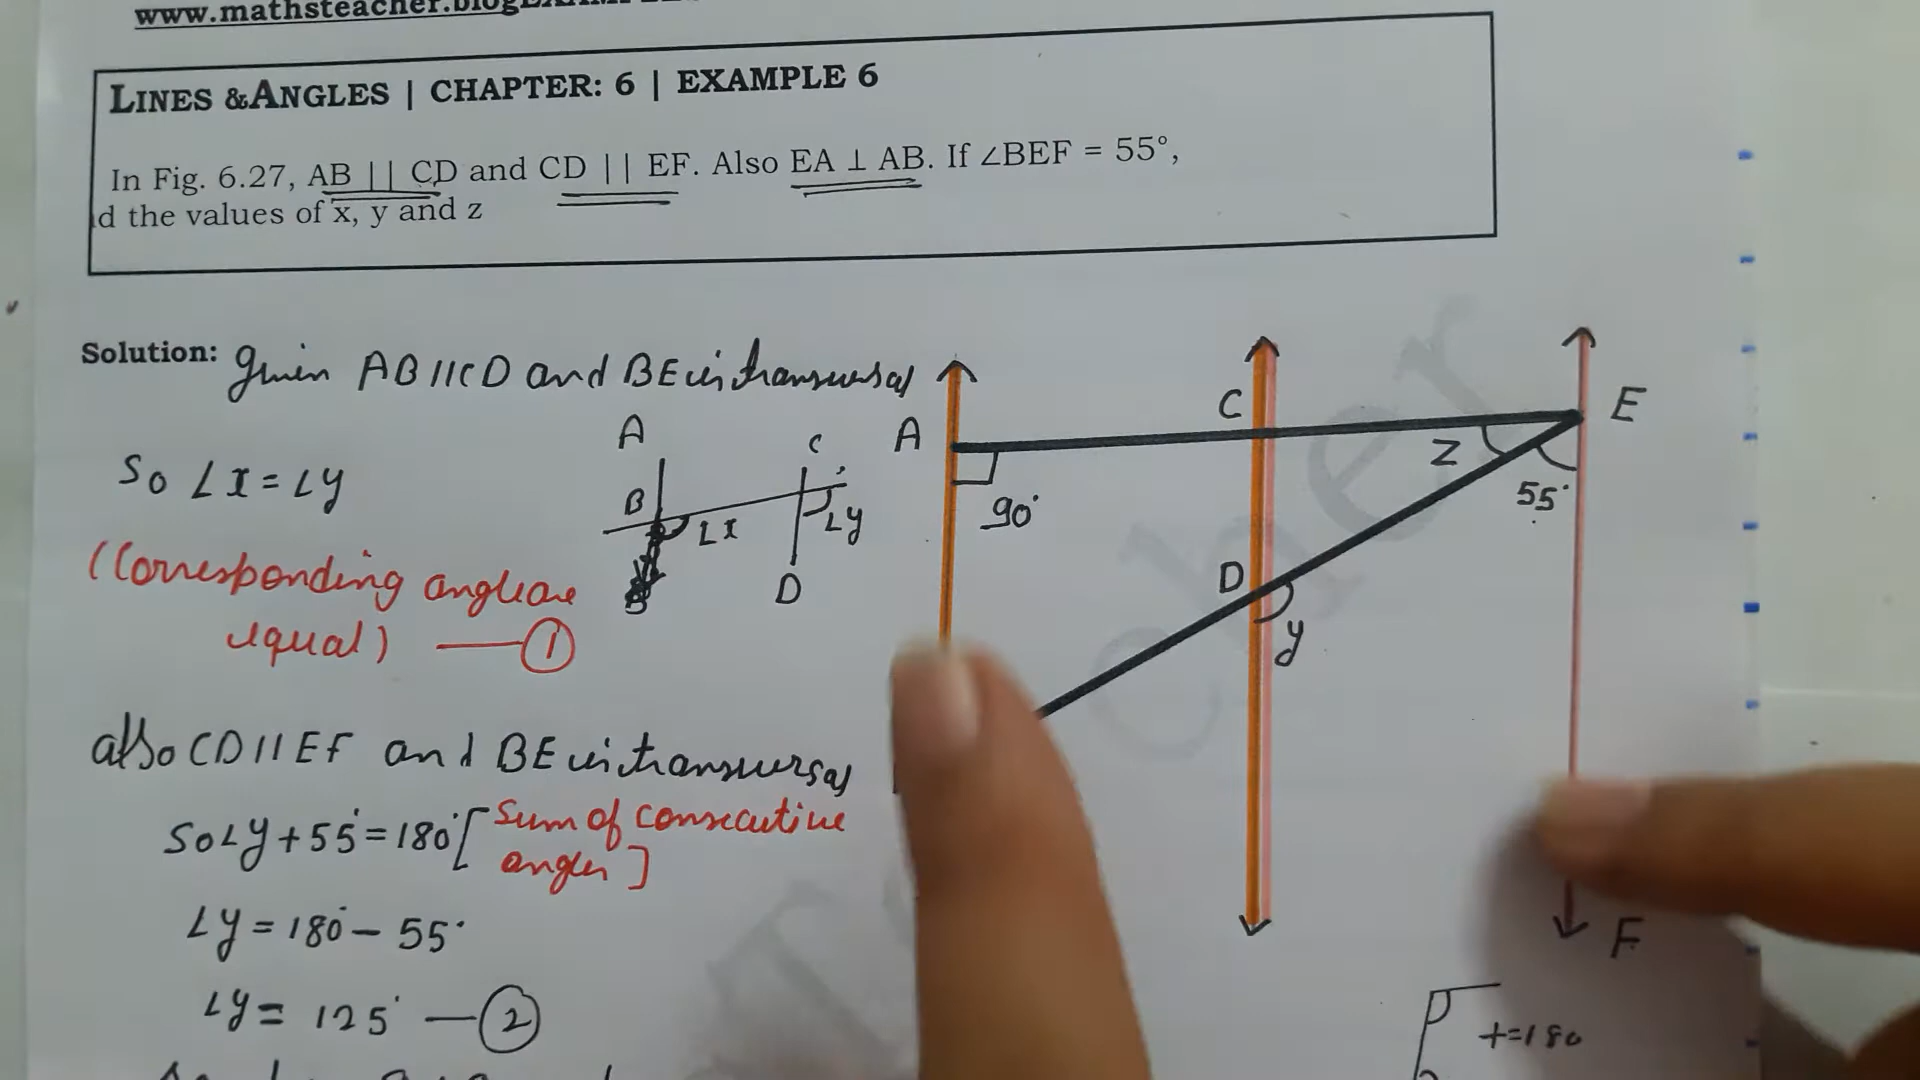 www.mathsteacher.blog
LINES &ANGLES | CHAPTER: 6 | EXAMPLE 6
In Fig. 6.27, AB || CD and CD || EF. Also EA ⊥ AB. If ∠BEF = 55°,
d the values of x, y and z
Solution: given AB||CD and BE is transversal
So ∠x=∠y
(Corresponding angle are
equal) — ①
A
C
B
∠x
∠y
D
also CD||EF and BE is transversal
So ∠y+55°=180° [Sum of consecutive
angles]
∠y = 180° − 55°
∠y = 125° — ②
A
C
E
Z
90°
55°
D
y
F
+=180